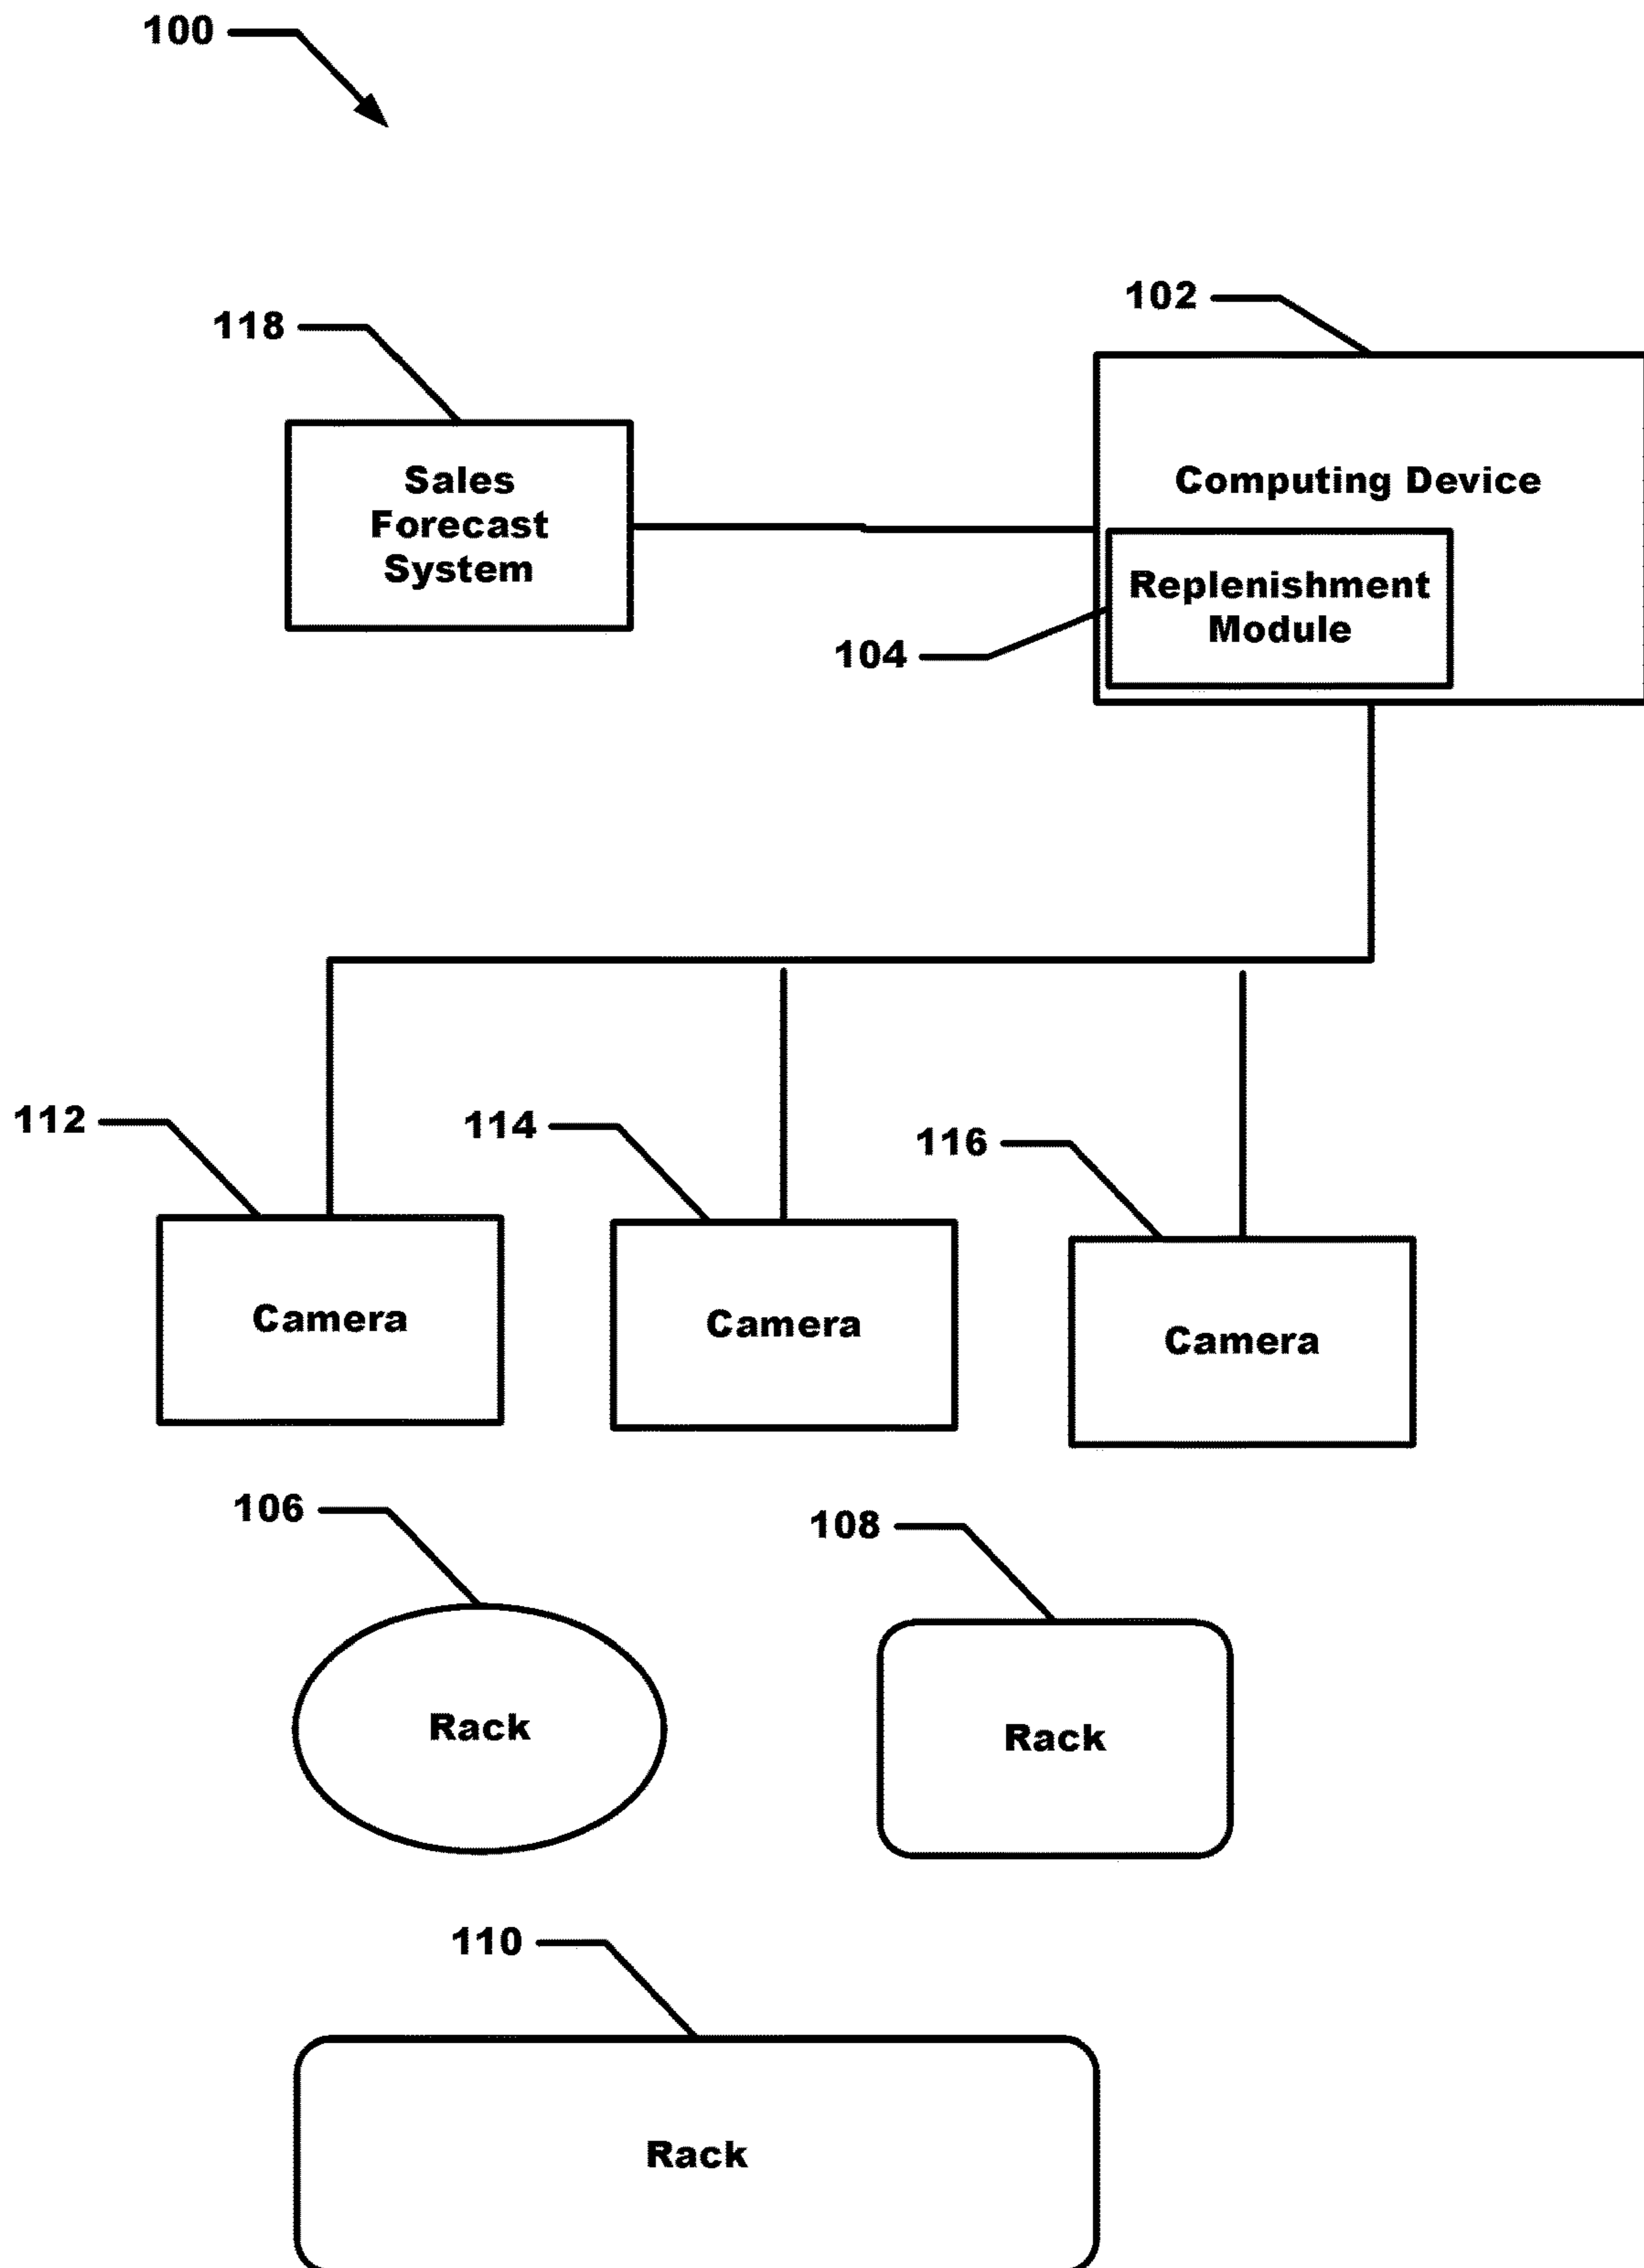 100
102
118
Sales
Forecast
System
Computing Device
Replenishment
Module
104
112
114
116
Camera
Camera
Camera
106
108
Rack
Rack
110
Rack